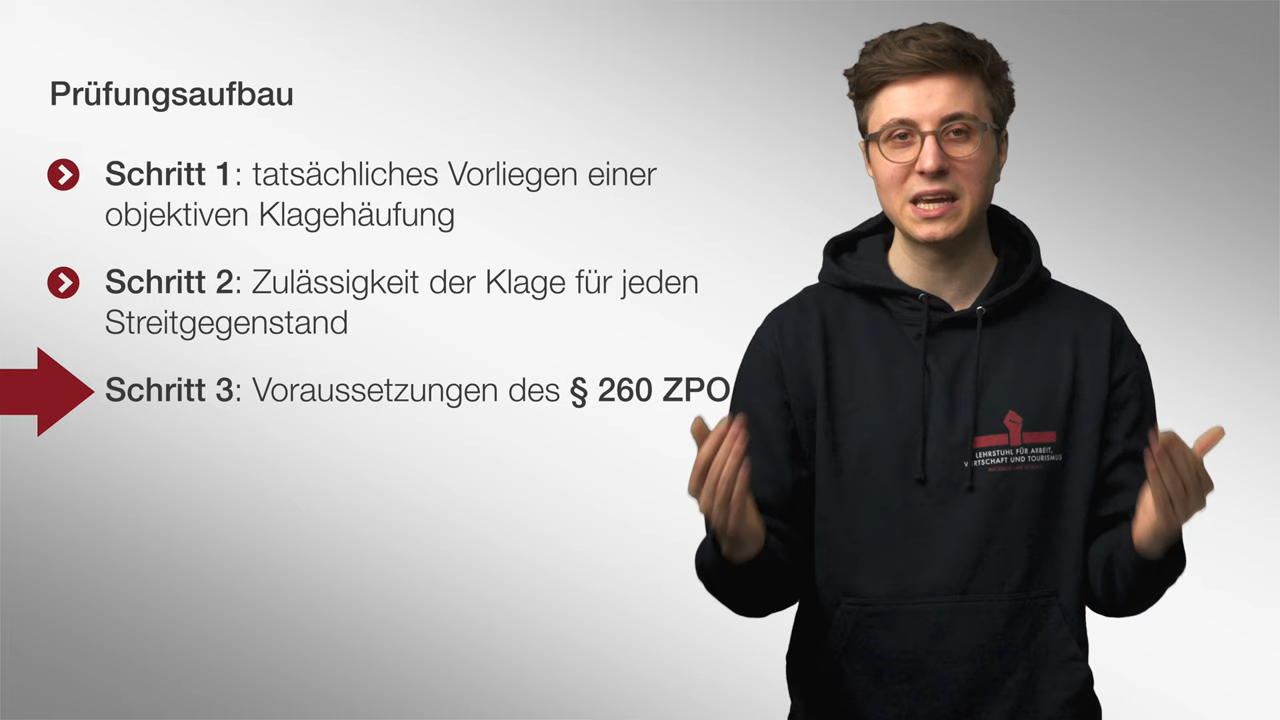 Prüfungsaufbau
Schritt 1: tatsächliches Vorliegen einer
objektiven Klagehäufung
Schritt 2: Zulässigkeit der Klage für jeden
Streitgegenstand
Schritt 3: Voraussetzungen des § 260 ZPO
LEHRSTUHL FÜR ARBEIT,
WIRTSCHAFT UND TOURISMUS